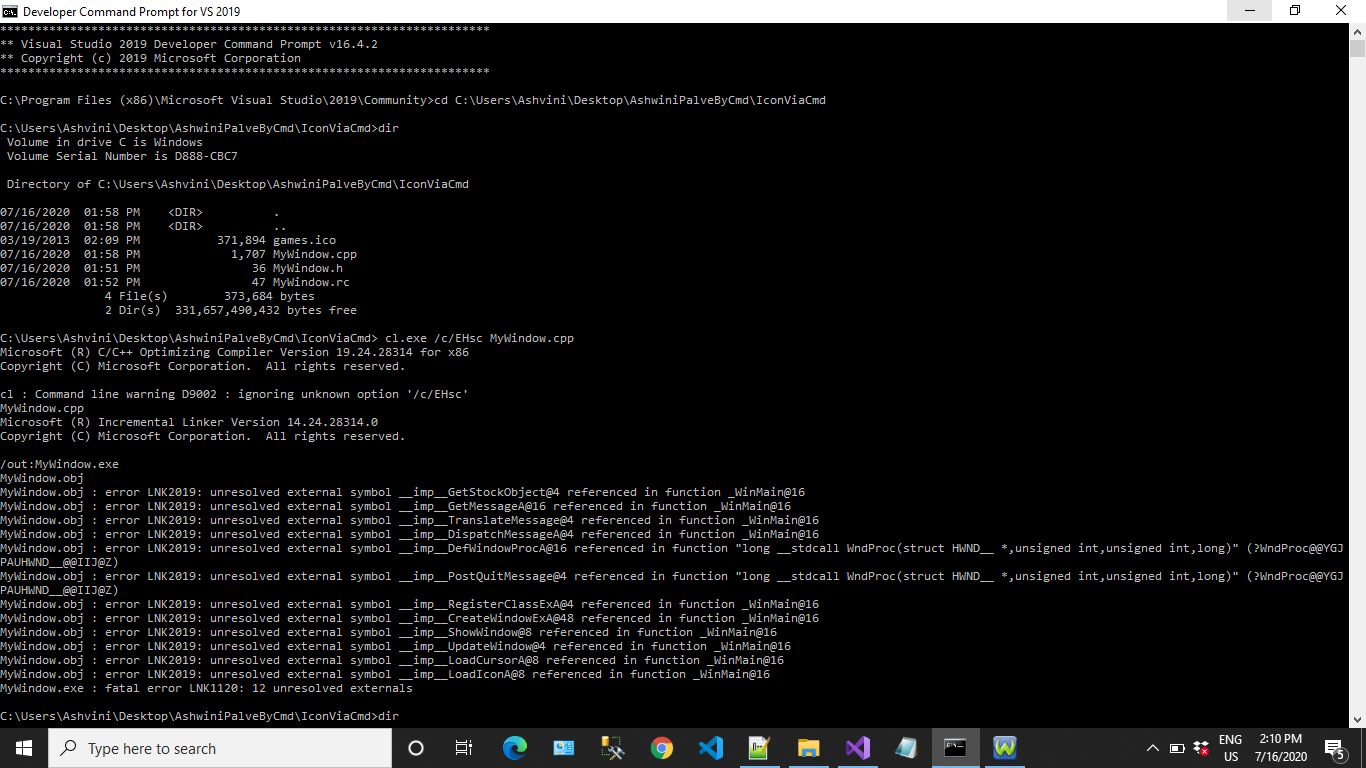 Developer Command Prompt for VS 2019
**********************************************************************
** Visual Studio 2019 Developer Command Prompt v16.4.2
** Copyright (c) 2019 Microsoft Corporation
**********************************************************************
C:\Program Files (x86)\Microsoft Visual Studio\2019\Community>cd C:\Users\Ashvini\Desktop\AshwiniPalveByCmd\IconViaCmd
C:\Users\Ashvini\Desktop\AshwiniPalveByCmd\IconViaCmd>dir
 Volume in drive C is Windows
 Volume Serial Number is D888-CBC7
 Directory of C:\Users\Ashvini\Desktop\AshwiniPalveByCmd\IconViaCmd
07/16/2020  01:58 PM    <DIR>          .
07/16/2020  01:58 PM    <DIR>          ..
03/19/2013  02:09 PM           371,894 games.ico
07/16/2020  01:58 PM             1,707 MyWindow.cpp
07/16/2020  01:51 PM                36 MyWindow.h
07/16/2020  01:52 PM                47 MyWindow.rc
               4 File(s)        373,684 bytes
               2 Dir(s)  331,657,490,432 bytes free
C:\Users\Ashvini\Desktop\AshwiniPalveByCmd\IconViaCmd> cl.exe /c/EHsc MyWindow.cpp
Microsoft (R) C/C++ Optimizing Compiler Version 19.24.28314 for x86
Copyright (C) Microsoft Corporation.  All rights reserved.
cl : Command line warning D9002 : ignoring unknown option '/c/EHsc'
MyWindow.cpp
Microsoft (R) Incremental Linker Version 14.24.28314.0
Copyright (C) Microsoft Corporation.  All rights reserved.
/out:MyWindow.exe
MyWindow.obj
MyWindow.obj : error LNK2019: unresolved external symbol __imp__GetStockObject@4 referenced in function _WinMain@16
MyWindow.obj : error LNK2019: unresolved external symbol __imp__GetMessageA@16 referenced in function _WinMain@16
MyWindow.obj : error LNK2019: unresolved external symbol __imp__TranslateMessage@4 referenced in function _WinMain@16
MyWindow.obj : error LNK2019: unresolved external symbol __imp__DispatchMessageA@4 referenced in function _WinMain@16
MyWindow.obj : error LNK2019: unresolved external symbol __imp__DefWindowProcA@16 referenced in function "long __stdcall WndProc(struct HWND__ *,unsigned int,unsigned int,long)" (?WndProc@@YGJ
PAUHWND__@@IIJ@Z)
MyWindow.obj : error LNK2019: unresolved external symbol __imp__PostQuitMessage@4 referenced in function "long __stdcall WndProc(struct HWND__ *,unsigned int,unsigned int,long)" (?WndProc@@YGJ
PAUHWND__@@IIJ@Z)
MyWindow.obj : error LNK2019: unresolved external symbol __imp__RegisterClassExA@4 referenced in function _WinMain@16
MyWindow.obj : error LNK2019: unresolved external symbol __imp__CreateWindowExA@48 referenced in function _WinMain@16
MyWindow.obj : error LNK2019: unresolved external symbol __imp__ShowWindow@8 referenced in function _WinMain@16
MyWindow.obj : error LNK2019: unresolved external symbol __imp__UpdateWindow@4 referenced in function _WinMain@16
MyWindow.obj : error LNK2019: unresolved external symbol __imp__LoadCursorA@8 referenced in function _WinMain@16
MyWindow.obj : error LNK2019: unresolved external symbol __imp__LoadIconA@8 referenced in function _WinMain@16
MyWindow.exe : fatal error LNK1120: 12 unresolved externals
C:\Users\Ashvini\Desktop\AshwiniPalveByCmd\IconViaCmd>dir
Type here to search
ENG
US
2:10 PM
7/16/2020
5